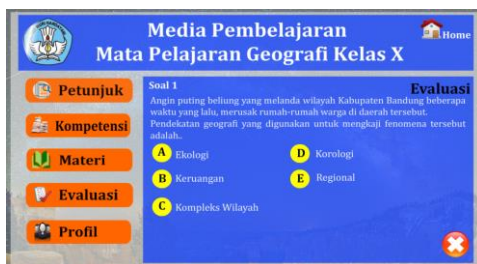 Media Pembelajaran
Mata Pelajaran Geografi Kelas X
Home
Petunjuk
Kompetensi
Materi
Evaluasi
Profil
Soal 1
Evaluasi
Angin puting beliung yang melanda wilayah Kabupaten Bandung beberapa
waktu yang lalu, merusak rumah-rumah warga di daerah tersebut.
Pendekatan geografi yang digunakan untuk mengkaji fenomena tersebut
adalah..
A Ekologi
B Keruangan
C Kompleks Wilayah
D Korologi
E Regional